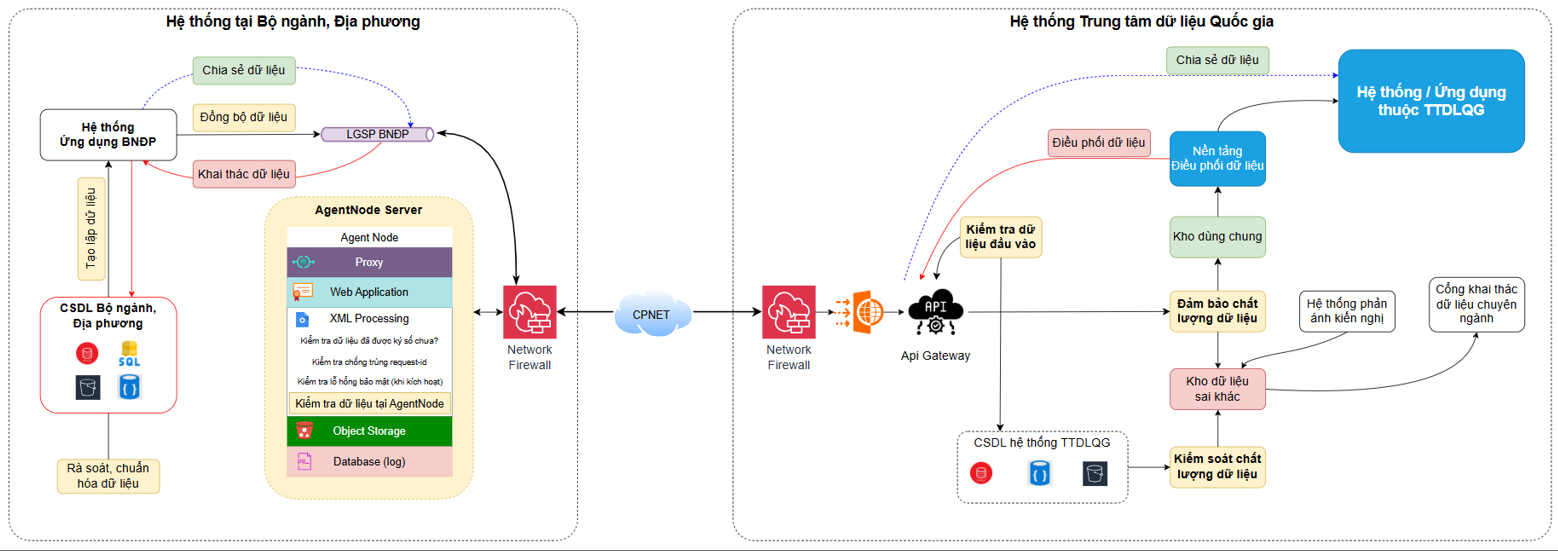 Hệ thống tại Bộ ngành, Địa phương
Chia sẻ dữ liệu
Đồng bộ dữ liệu
Hệ thống
Ứng dụng BNĐP
LGSP BNĐP
Khai thác dữ liệu
Tao lập dữ liệu
CSDL Bộ ngành,
Địa phương
SQL
Rà soát, chuẩn
hóa dữ liệu
AgentNode Server
Agent Node
Proxy
Web Application
XML Processing
Kiểm tra dữ liệu đã được ký số chưa?
Kiểm tra chống trùng request-id
Kiểm tra lỗ hổng bảo mật (khi kích hoạt)
Kiểm tra dữ liệu tại AgentNode
Object Storage
Database (log)
Network
Firewall
CPNET
Hệ thống Trung tâm dữ liệu Quốc gia
Chia sẻ dữ liệu
Hệ thống / Ứng dụng
thuộc TTDLQG
Điều phối dữ liệu
Nền tảng
Điều phối dữ liệu
Kiểm tra dữ
liệu đầu vào
Kho dùng chung
Network
Firewall
API
Api Gateway
Đảm bảo chất
lượng dữ liệu
Hệ thống phản
ánh kiến nghị
Cổng khai thác
dữ liệu chuyên
ngành
Kho dữ liệu
sai khác
CSDL hệ thống TTDLQG
Kiểm soát chất
lượng dữ liệu